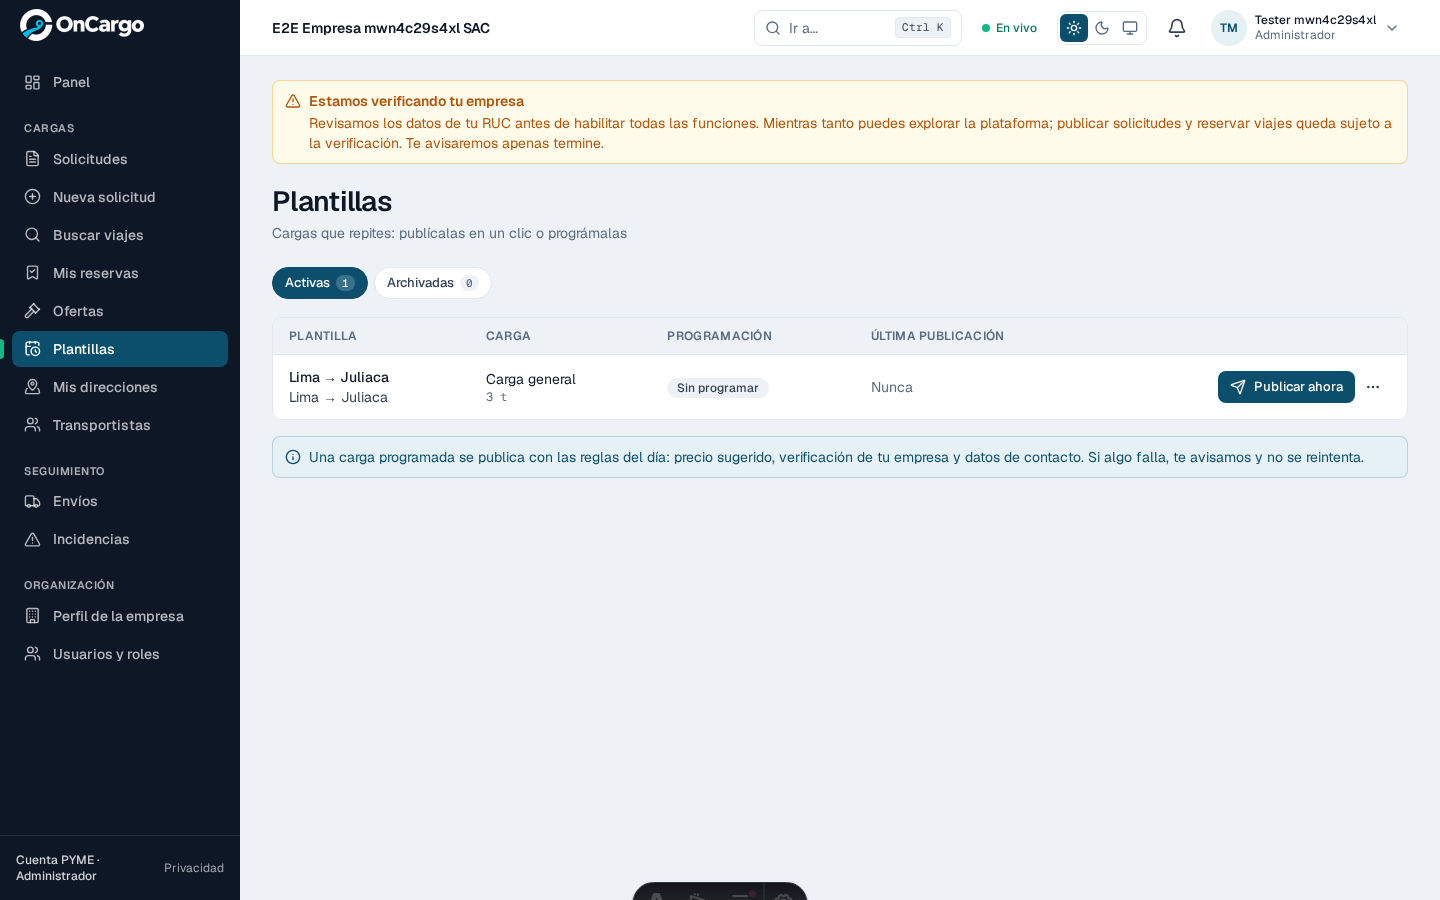 OnCargo
E2E Empresa mwn4c29s4xl SAC
Ir a...
Ctrl K
En vivo
TM
Tester mwn4c29s4xl
Administrador
Panel
CARGAS
Solicitudes
Nueva solicitud
Buscar viajes
Mis reservas
Ofertas
Plantillas
Mis direcciones
Transportistas
SEGUIMIENTO
Envíos
Incidencias
ORGANIZACIÓN
Perfil de la empresa
Usuarios y roles
Cuenta PYME ·
Administrador
Privacidad
Estamos verificando tu empresa
Revisamos los datos de tu RUC antes de habilitar todas las funciones. Mientras tanto puedes explorar la plataforma; publicar solicitudes y reservar viajes queda sujeto a
la verificación. Te avisaremos apenas termine.
Plantillas
Cargas que repites: publícalas en un clic o prográmalas
Activas 1
Archivadas 0
PLANTILLA CARGA PROGRAMACIÓN ÚLTIMA PUBLICACIÓN
Lima → Juliaca
Lima → Juliaca
Carga general
3 t
Sin programar
Nunca
Publicar ahora
Una carga programada se publica con las reglas del día: precio sugerido, verificación de tu empresa y datos de contacto. Si algo falla, te avisamos y no se reintenta.